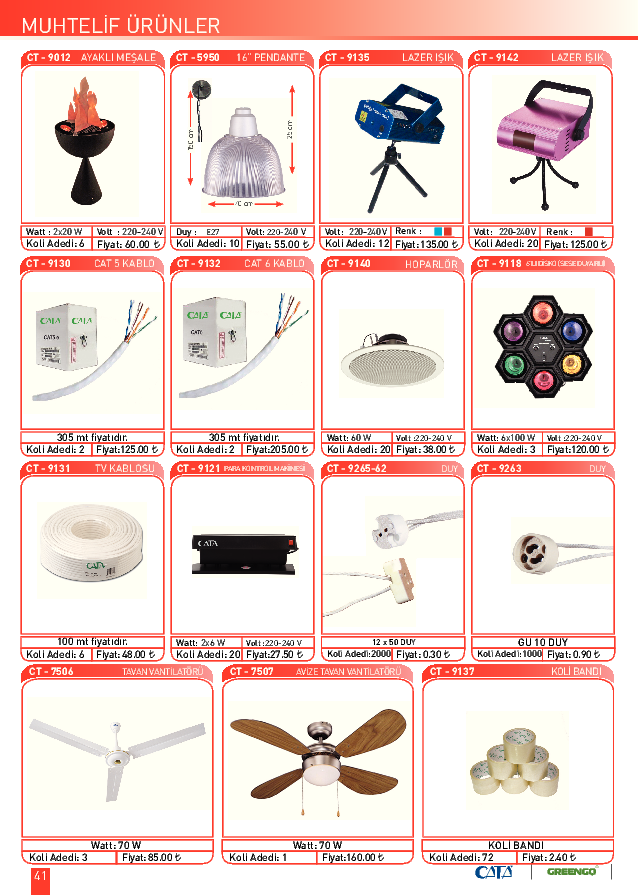 MUHTELİF ÜRÜNLER
CT - 9012 AYAKLI MEŞALE
Watt : 2x20 W Volt : 220-240 V
Koli Adedi: 6 Fiyat: 60.00 ₺
CT - 5950 16" PENDANTE
150 cm
25 cm
40 cm
Duy : E27 Volt: 220-240 V
Koli Adedi: 10 Fiyat: 55.00 ₺
CT - 9135 LAZER IŞIK
Volt: 220-240V Renk :
Koli Adedi: 12 Fiyat: 135.00 ₺
CT - 9142 LAZER IŞIK
Volt: 220-240V Renk :
Koli Adedi: 20 Fiyat: 125.00 ₺
CT - 9130 CAT 5 KABLO
CATA CATA
305 mt fiyatıdır.
Koli Adedi: 2 Fiyat:125.00 ₺
CT - 9132 CAT 6 KABLO
CATA CATA
305 mt fiyatıdır.
Koli Adedi: 2 Fiyat:205.00 ₺
CT - 9140 HOPARLÖR
Watt: 60 W Volt :220-240 V
Koli Adedi: 20 Fiyat: 38.00 ₺
CT - 9118 6'LI DİSKO (SESE DUYARLI)
Watt: 6x100 W Volt :220-240 V
Koli Adedi: 3 Fiyat:120.00 ₺
CT - 9131 TV KABLOSU
CATA
100 mt fiyatıdır.
Koli Adedi: 6 Fiyat: 48.00 ₺
CT - 9121 PARA KONTROL MAKİNESİ
CATA
Watt: 2x6 W Volt :220-240 V
Koli Adedi: 20 Fiyat:27.50 ₺
CT - 9265-62 DUY
12 x 50 DUY
Koli Adedi:2000 Fiyat: 0.30 ₺
CT - 9263 DUY
GU 10 DUY
Koli Adedi:1000 Fiyat: 0.90 ₺
CT - 7506 TAVAN VANTİLATÖRÜ
Watt: 70 W
Koli Adedi: 3 Fiyat: 85.00 ₺
CT - 7507 AVİZE TAVAN VANTİLATÖRÜ
Watt: 70 W
Koli Adedi: 1 Fiyat:160.00 ₺
CT - 9137 KOLİ BANDI
KOLİ BANDI
Koli Adedi: 72 Fiyat: 2.40 ₺
41
CATA GREENGO